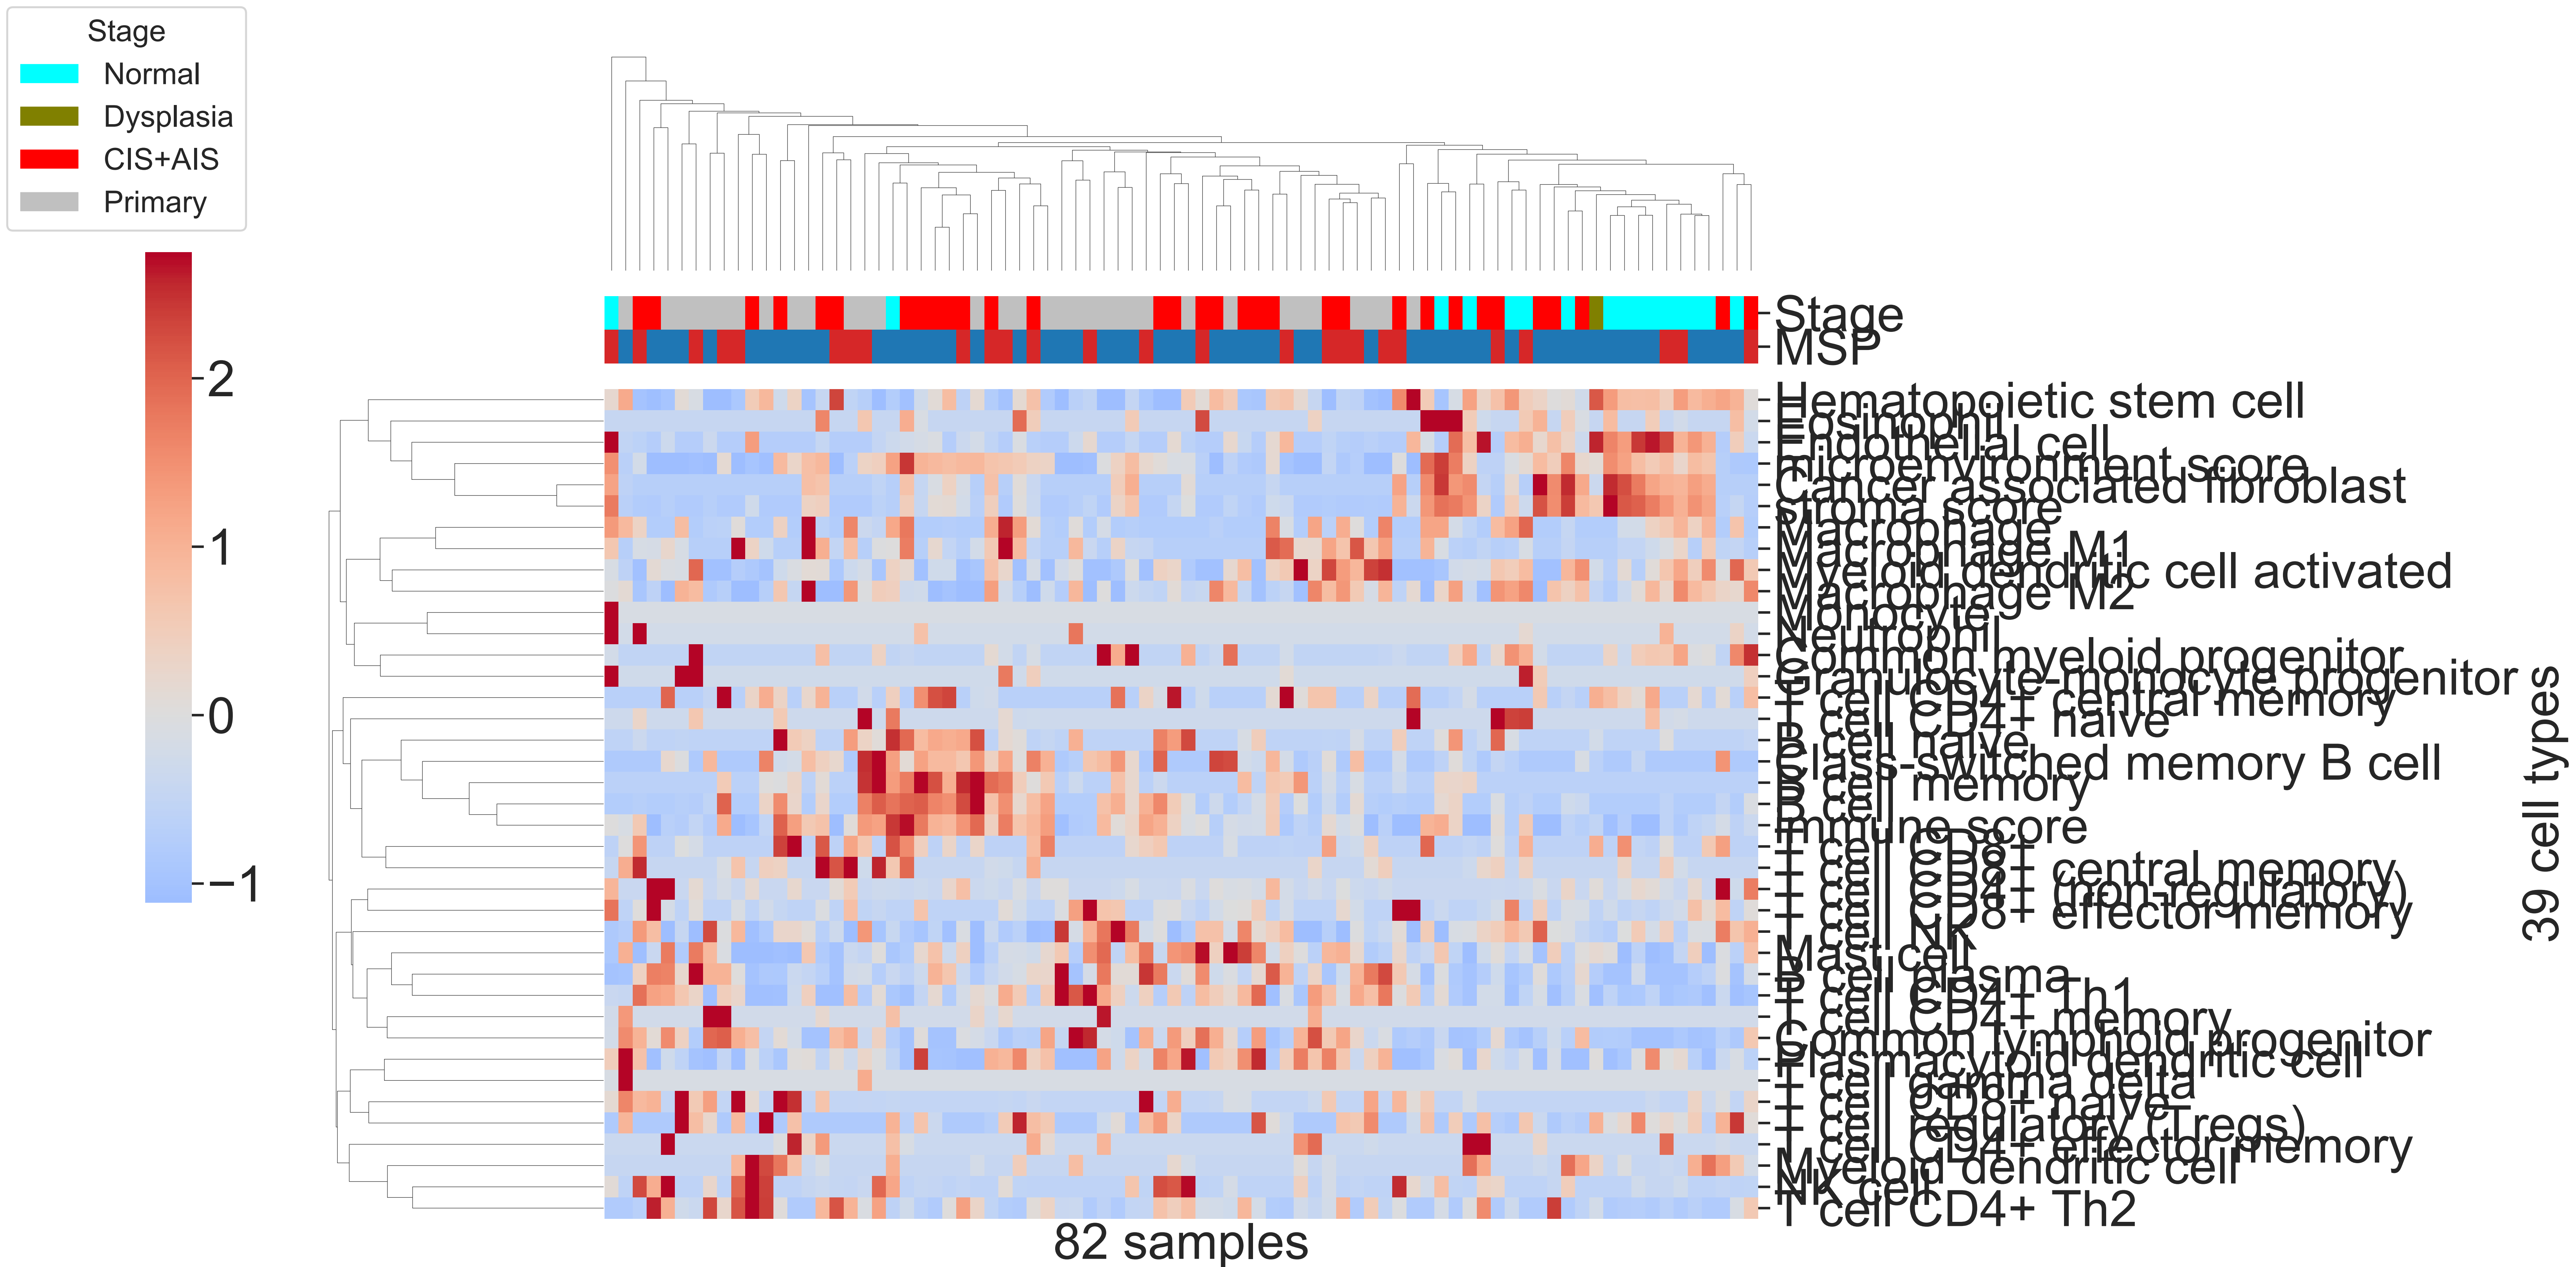 Stage
Normal
Dysplasia
CIS+AIS
Primary
2
1
0
−1
Stage
MSP
Hematopoietic stem cell
Eosinophil
Endothelial cell
microenvironment score
Cancer associated fibroblast
stroma score
Macrophage
Macrophage M1
Myeloid dendritic cell activated
Macrophage M2
Monocyte
Neutrophil
Common myeloid progenitor
Granulocyte-monocyte progenitor
T cell CD4+ central memory
T cell CD4+ naive
B cell naive
Class-switched memory B cell
B cell memory
B cell
immune score
T cell CD8+
T cell CD8+ central memory
T cell CD4+ (non-regulatory)
T cell CD8+ effector memory
T cell NK
Mast cell
B cell plasma
T cell CD4+ Th1
T cell CD4+ memory
Common lymphoid progenitor
Plasmacytoid dendritic cell
T cell gamma delta
T cell CD8+ naive
T cell regulatory (Tregs)
T cell CD4+ effector memory
Myeloid dendritic cell
NK cell
T cell CD4+ Th2
39 cell types
82 samples